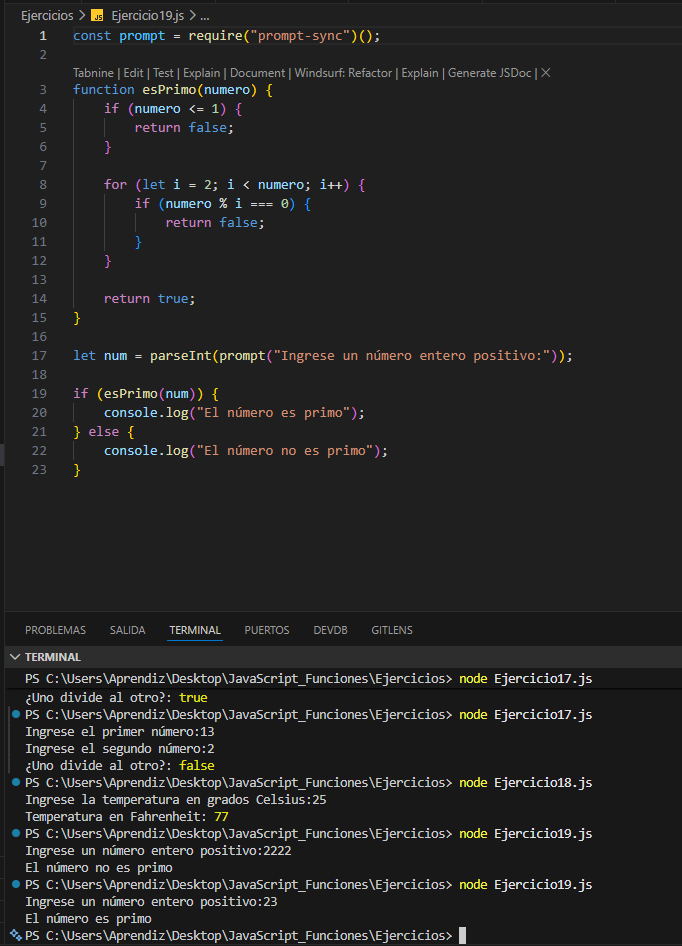 Ejercicios > JS Ejercicio19.js > ...
1 const prompt = require("prompt-sync")();
2
Tabnine | Edit | Test | Explain | Document | Windsurf: Refactor | Explain | Generate JSDoc | ×
3 function esPrimo(numero) {
4     if (numero <= 1) {
5         return false;
6     }
7
8     for (let i = 2; i < numero; i++) {
9         if (numero % i === 0) {
10             return false;
11         }
12     }
13
14     return true;
15 }
16
17 let num = parseInt(prompt("Ingrese un número entero positivo:"));
18
19 if (esPrimo(num)) {
20     console.log("El número es primo");
21 } else {
22     console.log("El número no es primo");
23 }
PROBLEMAS SALIDA TERMINAL PUERTOS DEVDB GITLENS
TERMINAL
PS C:\Users\Aprendiz\Desktop\JavaScript_Funciones\Ejercicios> node Ejercicio17.js
¿Uno divide al otro?: true
PS C:\Users\Aprendiz\Desktop\JavaScript_Funciones\Ejercicios> node Ejercicio17.js
Ingrese el primer número:13
Ingrese el segundo número:2
¿Uno divide al otro?: false
PS C:\Users\Aprendiz\Desktop\JavaScript_Funciones\Ejercicios> node Ejercicio18.js
Ingrese la temperatura en grados Celsius:25
Temperatura en Fahrenheit: 77
PS C:\Users\Aprendiz\Desktop\JavaScript_Funciones\Ejercicios> node Ejercicio19.js
Ingrese un número entero positivo:2222
El número no es primo
PS C:\Users\Aprendiz\Desktop\JavaScript_Funciones\Ejercicios> node Ejercicio19.js
Ingrese un número entero positivo:23
El número es primo
PS C:\Users\Aprendiz\Desktop\JavaScript_Funciones\Ejercicios>